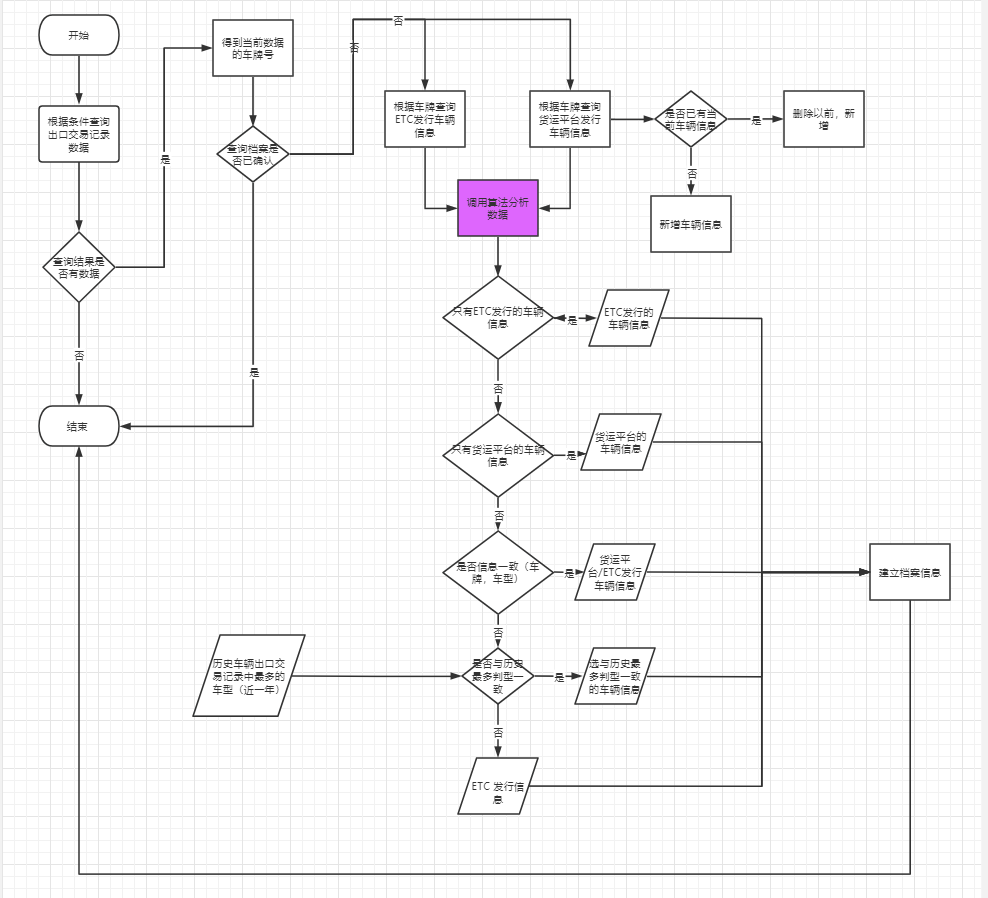 开始
根据条件查询
出口交易记录
数据
查询结果是
否有数据
是
否
结束
得到当前数据
的车牌号
查询档案是
否已确认
是
否
否
根据车牌查询
ETC发行车辆
信息
根据车牌查询
货运平台发行
车辆信息
是否已有当
前车辆信息
是
删除以前，新
增
否
新增车辆信息
调用算法分析
数据
只有ETC发行的车辆
信息
是
ETC发行的
车辆信息
否
只有货运平台的车辆
信息
是
货运平台的
车辆信息
否
是否信息一致（车
牌，车型）
是
货运平
台/ETC发行
车辆信息
建立档案信息
否
历史车辆出口交
易记录中最多的
车型（近一年）
是否与历史
最多判型一
致
是
选与历史最
多判型一致
的车辆信息
否
ETC 发行信
息